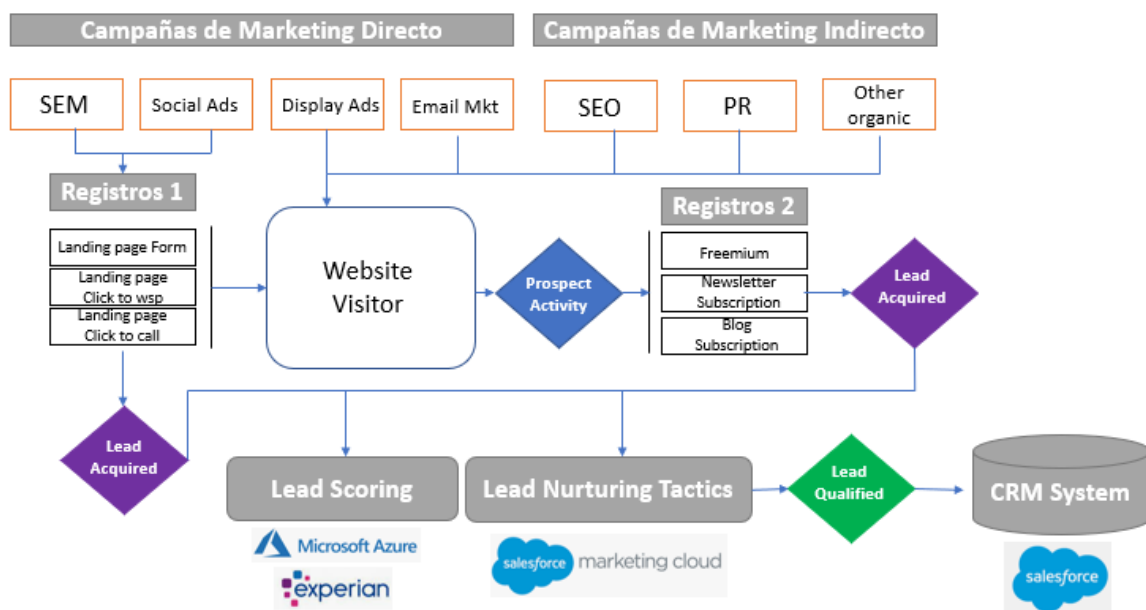 Campañas de Marketing Directo
Campañas de Marketing Indirecto
SEM
Social Ads
Display Ads
Email Mkt
SEO
PR
Other
organic
Registros 1
Registros 2
Landing page Form
Landing page
Click to wsp
Landing page
Click to call
Website
Visitor
Prospect
Activity
Freemium
Newsletter
Subscription
Blog
Subscription
Lead
Acquired
Lead
Acquired
Lead Scoring
Lead Nurturing Tactics
Lead
Qualified
CRM System
Microsoft Azure
experian
salesforce
marketing cloud
salesforce